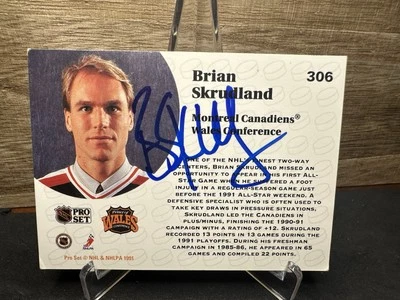 Brian
Skrudland
306
Montreal Canadiens®
Wales Conference
ONE OF THE NHL'S FINEST TWO-WAY
CENTERS, BRIAN SKRUDLAND MISSED AN
OPPORTUNITY TO APPEAR IN HIS FIRST ALL-
STAR GAME WHEN HE SUFFERED A FOOT
INJURY IN A REGULAR-SEASON GAME JUST
BEFORE THE 1991 ALL-STAR WEEKEND. A
DEFENSIVE SPECIALIST WHO IS OFTEN USED TO
TAKE KEY DRAWS IN PRESSURE SITUATIONS,
SKRUDLAND LED THE CANADIENS IN
PLUS/MINUS, FINISHING THE 1990-91
CAMPAIGN WITH A RATING OF +12. SKRUDLAND
RECORDED 13 POINTS IN 13 GAMES DURING THE
1991 PLAYOFFS. DURING HIS FRESHMAN
CAMPAIGN IN 1985-86, HE APPEARED IN 65
GAMES AND COMPILED 22 POINTS.
PRO SET
WALES
Pro Set © NHL & NHLPA 1991